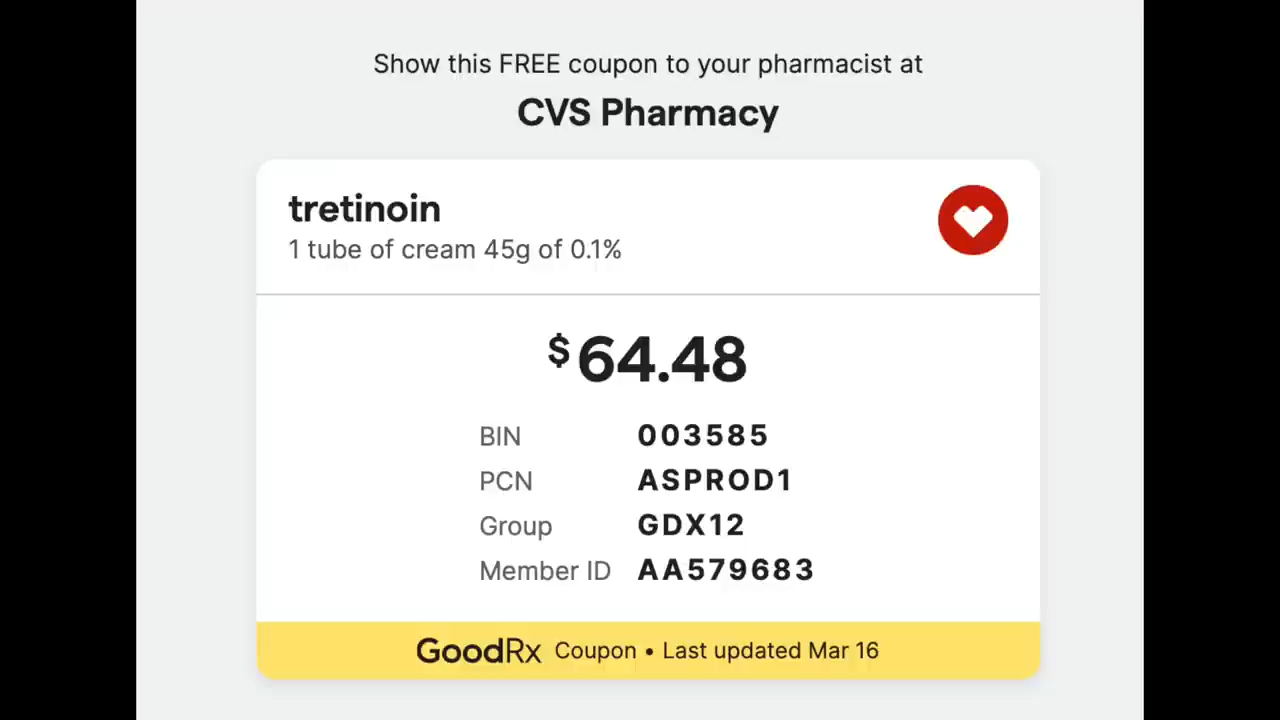 Show this FREE coupon to your pharmacist at
CVS Pharmacy
tretinoin
1 tube of cream 45g of 0.1%
$64.48
BIN 003585
PCN ASPROD1
Group GDX12
Member ID AA579683
GoodRx Coupon • Last updated Mar 16